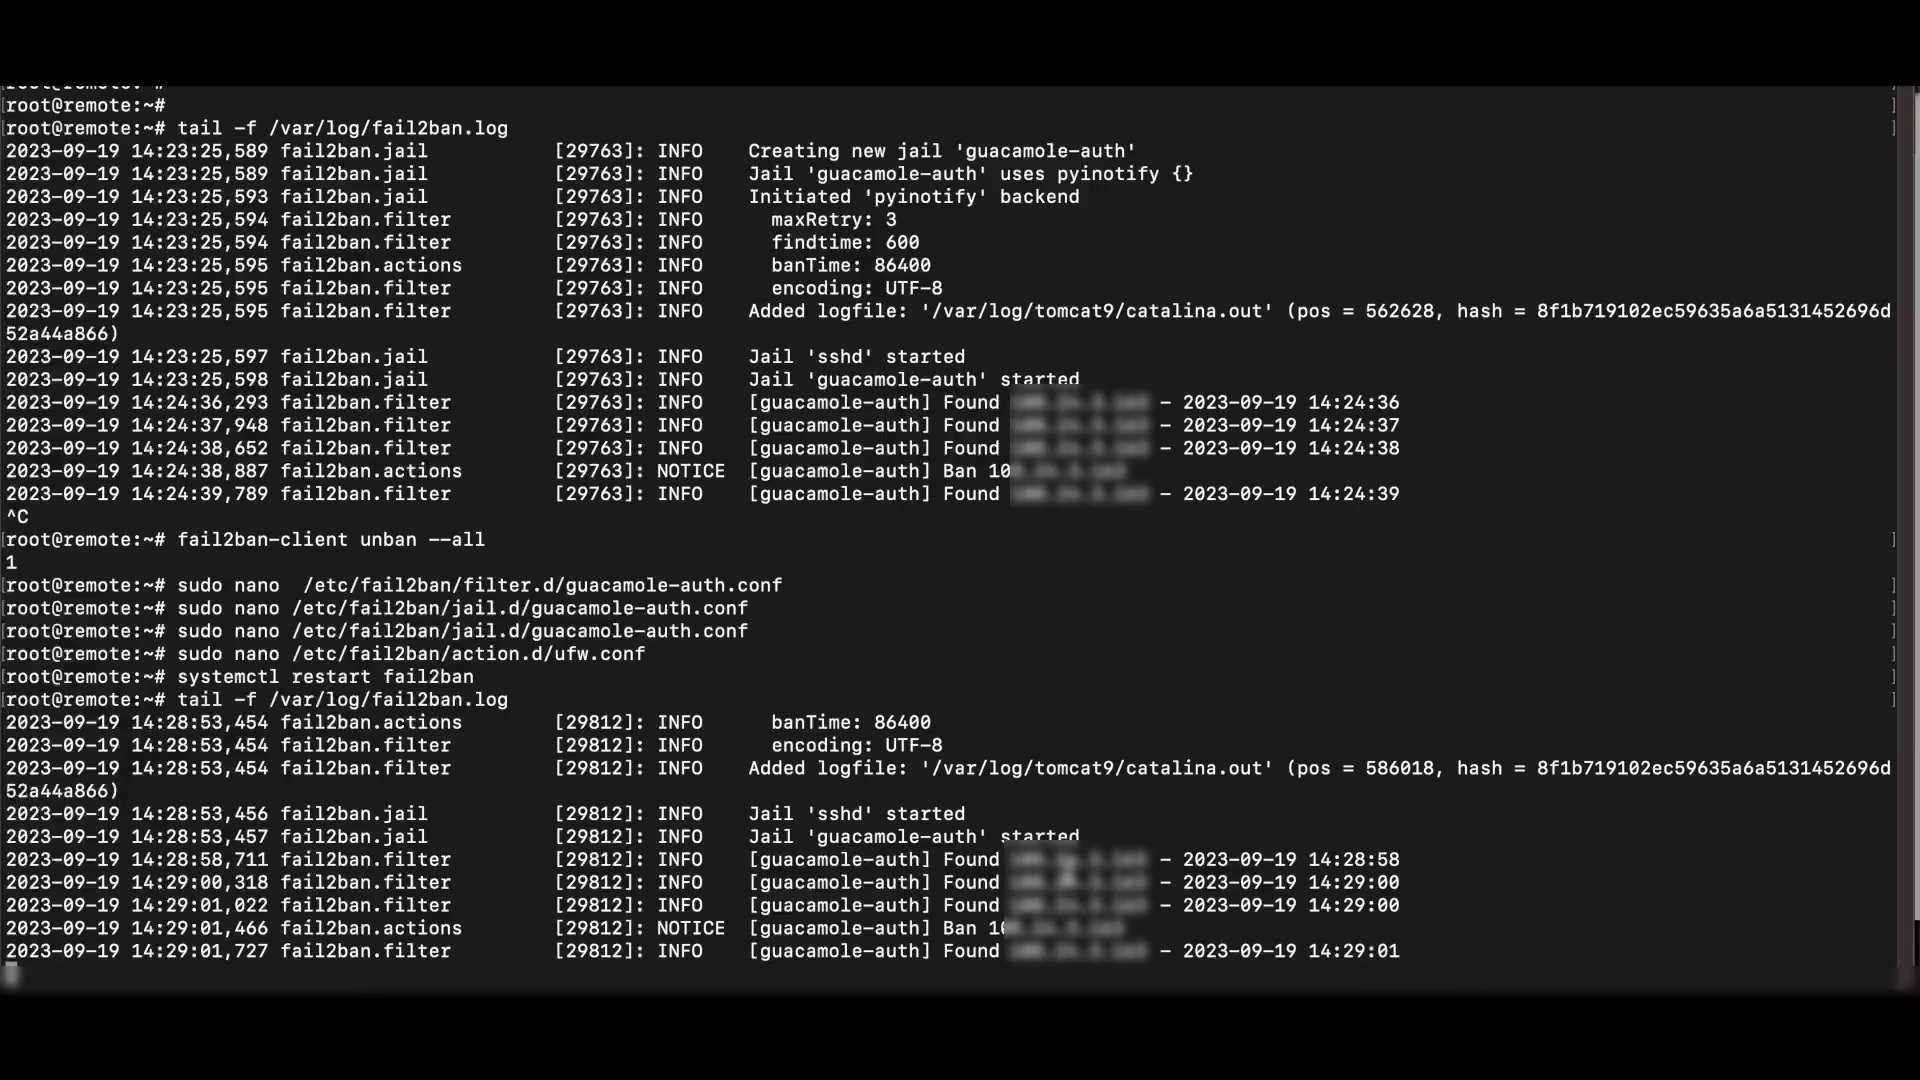 root@remote:~#
root@remote:~# tail -f /var/log/fail2ban.log
2023-09-19 14:23:25,589 fail2ban.jail [29763]: INFO Creating new jail 'guacamole-auth'
2023-09-19 14:23:25,589 fail2ban.jail [29763]: INFO Jail 'guacamole-auth' uses pyinotify {}
2023-09-19 14:23:25,593 fail2ban.jail [29763]: INFO Initiated 'pyinotify' backend
2023-09-19 14:23:25,594 fail2ban.filter [29763]: INFO maxRetry: 3
2023-09-19 14:23:25,594 fail2ban.filter [29763]: INFO findtime: 600
2023-09-19 14:23:25,595 fail2ban.actions [29763]: INFO banTime: 86400
2023-09-19 14:23:25,595 fail2ban.filter [29763]: INFO encoding: UTF-8
2023-09-19 14:23:25,595 fail2ban.filter [29763]: INFO Added logfile: '/var/log/tomcat9/catalina.out' (pos = 562628, hash = 8f1b719102ec59635a6a5131452696d
52a44a866)
2023-09-19 14:23:25,597 fail2ban.jail [29763]: INFO Jail 'sshd' started
2023-09-19 14:23:25,598 fail2ban.jail [29763]: INFO Jail 'guacamole-auth' started
2023-09-19 14:24:36,293 fail2ban.filter [29763]: INFO [guacamole-auth] Found - 2023-09-19 14:24:36
2023-09-19 14:24:37,948 fail2ban.filter [29763]: INFO [guacamole-auth] Found - 2023-09-19 14:24:37
2023-09-19 14:24:38,652 fail2ban.filter [29763]: INFO [guacamole-auth] Found - 2023-09-19 14:24:38
2023-09-19 14:24:38,887 fail2ban.actions [29763]: NOTICE [guacamole-auth] Ban
2023-09-19 14:24:39,789 fail2ban.filter [29763]: INFO [guacamole-auth] Found - 2023-09-19 14:24:39
^C
root@remote:~# fail2ban-client unban --all
1
root@remote:~# sudo nano  /etc/fail2ban/filter.d/guacamole-auth.conf
root@remote:~# sudo nano /etc/fail2ban/jail.d/guacamole-auth.conf
root@remote:~# sudo nano /etc/fail2ban/jail.d/guacamole-auth.conf
root@remote:~# sudo nano /etc/fail2ban/action.d/ufw.conf
root@remote:~# systemctl restart fail2ban
root@remote:~# tail -f /var/log/fail2ban.log
2023-09-19 14:28:53,454 fail2ban.actions [29812]: INFO banTime: 86400
2023-09-19 14:28:53,454 fail2ban.filter [29812]: INFO encoding: UTF-8
2023-09-19 14:28:53,454 fail2ban.filter [29812]: INFO Added logfile: '/var/log/tomcat9/catalina.out' (pos = 586018, hash = 8f1b719102ec59635a6a5131452696d
52a44a866)
2023-09-19 14:28:53,456 fail2ban.jail [29812]: INFO Jail 'sshd' started
2023-09-19 14:28:53,457 fail2ban.jail [29812]: INFO Jail 'guacamole-auth' started
2023-09-19 14:28:58,711 fail2ban.filter [29812]: INFO [guacamole-auth] Found - 2023-09-19 14:28:58
2023-09-19 14:29:00,318 fail2ban.filter [29812]: INFO [guacamole-auth] Found - 2023-09-19 14:29:00
2023-09-19 14:29:01,022 fail2ban.filter [29812]: INFO [guacamole-auth] Found - 2023-09-19 14:29:00
2023-09-19 14:29:01,466 fail2ban.actions [29812]: NOTICE [guacamole-auth] Ban
2023-09-19 14:29:01,727 fail2ban.filter [29812]: INFO [guacamole-auth] Found - 2023-09-19 14:29:01